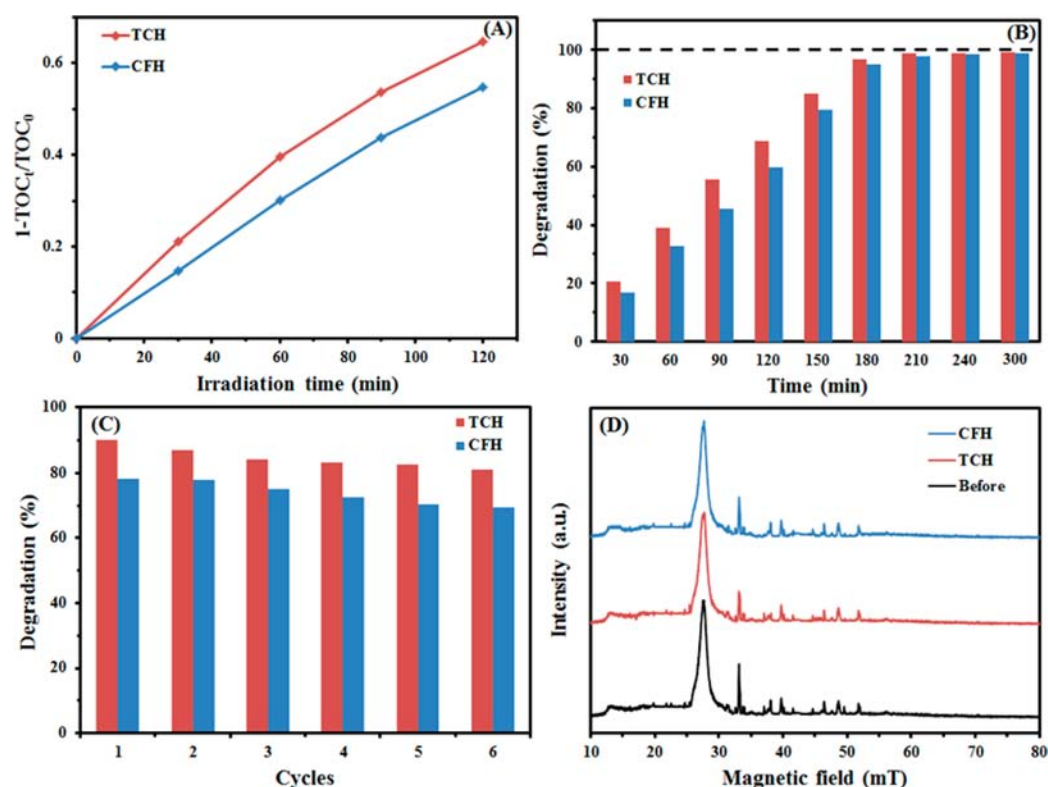 (A)
TCH
CFH
1-TOCt/TOC0
0.6
0.4
0.2
0
0 20 40 60 80 100 120
Irradiation time (min)
(B)
TCH
CFH
Degradation (%)
100
80
60
40
20
0
30 60 90 120 150 180 210 240 300
Time (min)
(C)
TCH
CFH
Degradation (%)
100
80
60
40
20
0
1 2 3 4 5 6
Cycles
(D)
CFH
TCH
Before
Intensity (a.u.)
10 20 30 40 50 60 70 80
Magnetic field (mT)